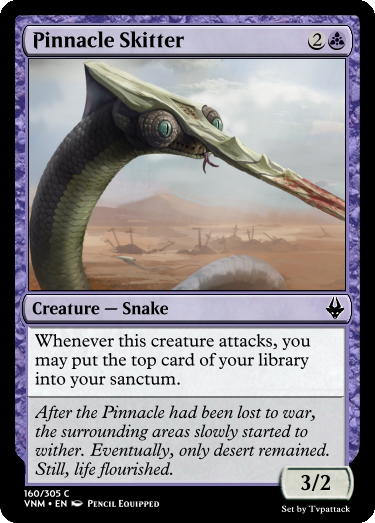 Pinnacle Skitter 2
Creature — Snake
Whenever this creature attacks, you
may put the top card of your library
into your sanctum.
After the Pinnacle had been lost to war,
the surrounding areas slowly started to
wither. Eventually, only desert remained.
Still, life flourished.
3/2
160/305 C
VNM • EN Pencil Equipped
Set by Tvpattack